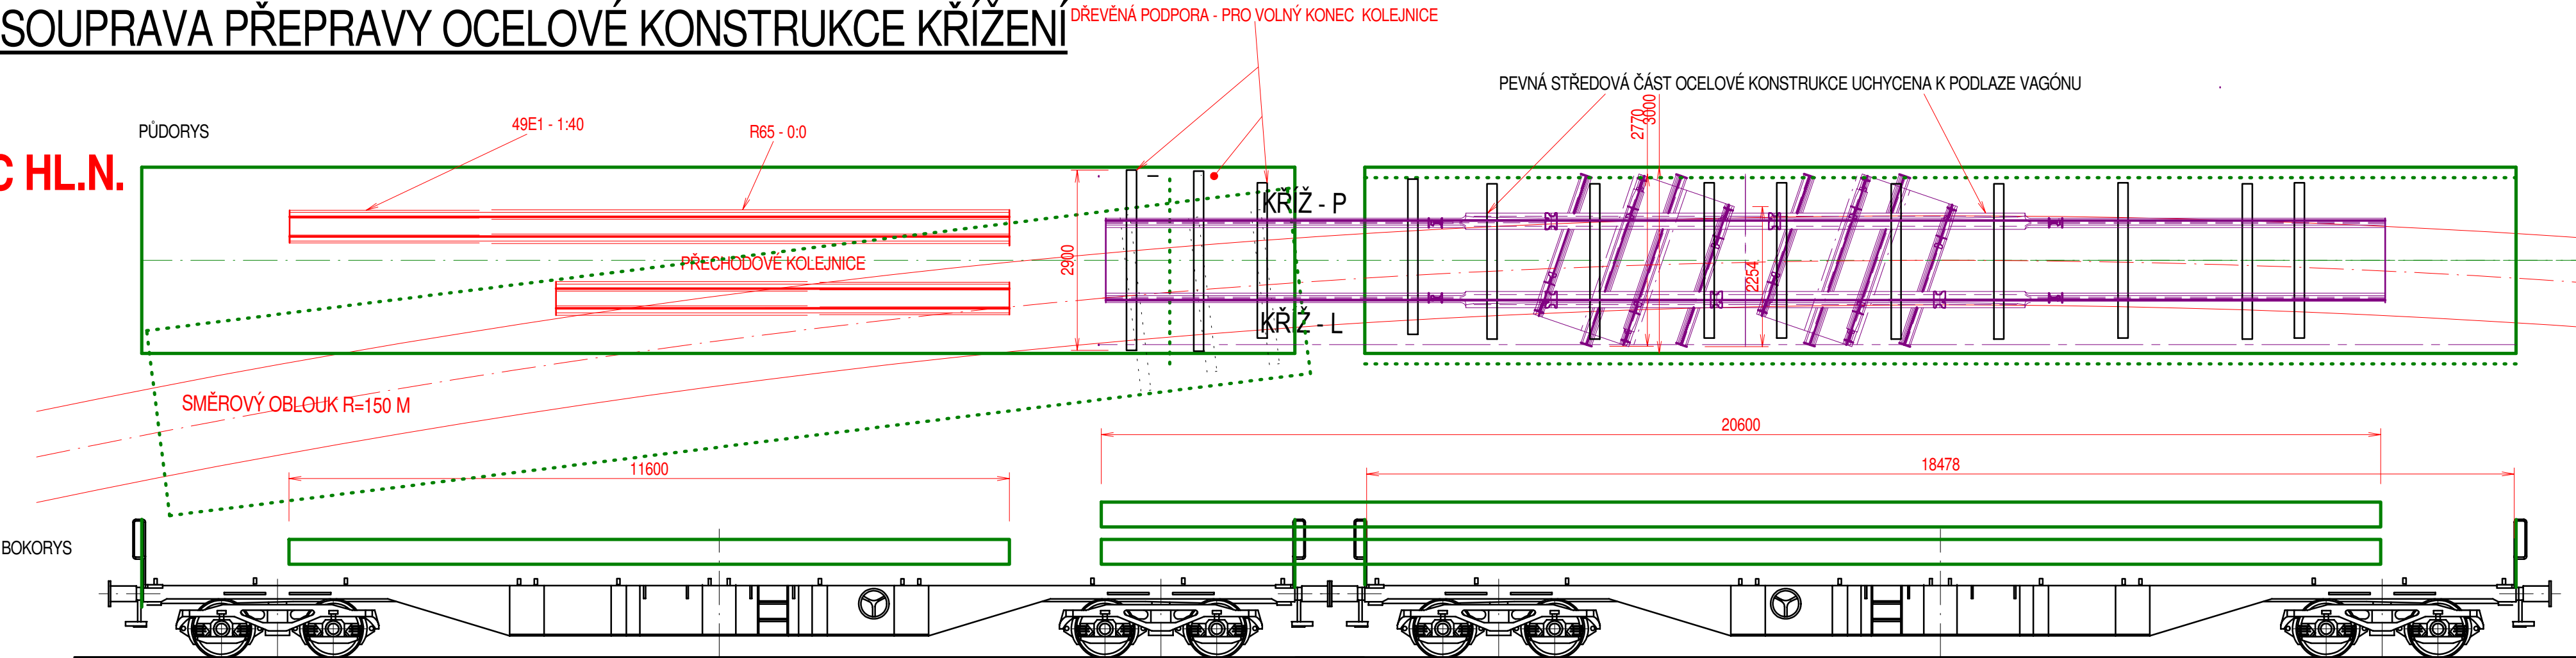 SOUPRAVA PŘEPRAVY OCELOVÉ KONSTRUKCE KŘÍŽENÍ
DŘEVĚNÁ PODPORA - PRO VOLNÝ KONEC KOLEJNICE
PEVNÁ STŘEDOVÁ ČÁST OCELOVÉ KONSTRUKCE UCHYCENA K PODLAZE VAGÓNU
PŮDORYS
49E1 - 1:40
R65 - 0:0
2770
3000
C HL.N.
KŘÍŽ - P
2900
PŘECHODOVÉ KOLEJNICE
2254
KŘÍŽ - L
SMĚROVÝ OBLOUK R=150 M
20600
11600
18478
BOKORYS